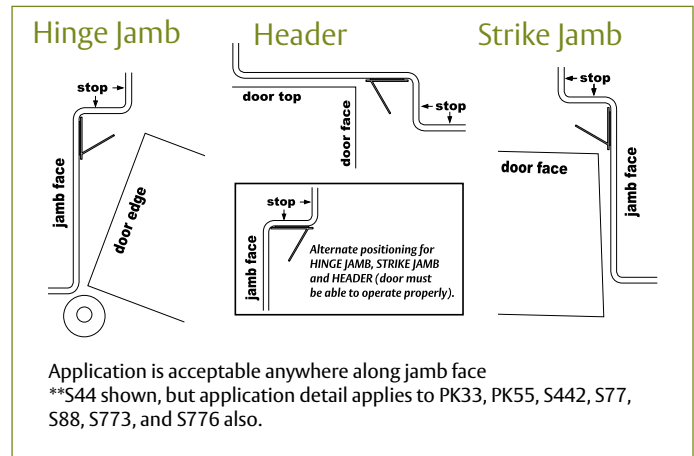 Hinge Jamb
Header
Strike Jamb
stop
jamb face
door edge
door top
door face
stop
stop
door face
jamb face
stop
jamb face
Alternate positioning for
HINGE JAMB, STRIKE JAMB
and HEADER (door must
be able to operate properly).
Application is acceptable anywhere along jamb face
**S44 shown, but application detail applies to PK33, PK55, S442, S77,
S88, S773, and S776 also.